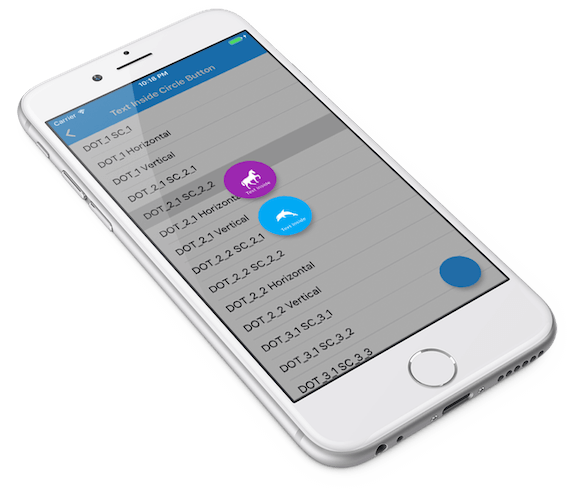 Carrier 10:18 PM
Text Inside Circle Button
DOT_1 SC_1
DOT_1 Horizontal
DOT_1 Vertical
DOT_2_1 SC_2_1
DOT_2_1 SC_2_2
DOT_2_1 Horizontal
DOT_2_1 Vertical
DOT_2_2 SC_2_1
DOT_2_2 SC_2_2
DOT_2_2 Horizontal
DOT_2_2 Vertical
DOT_3_1 SC_3_1
DOT_3_1 SC_3_2
DOT_3_1 SC_3_3
Text Inside
Text Inside